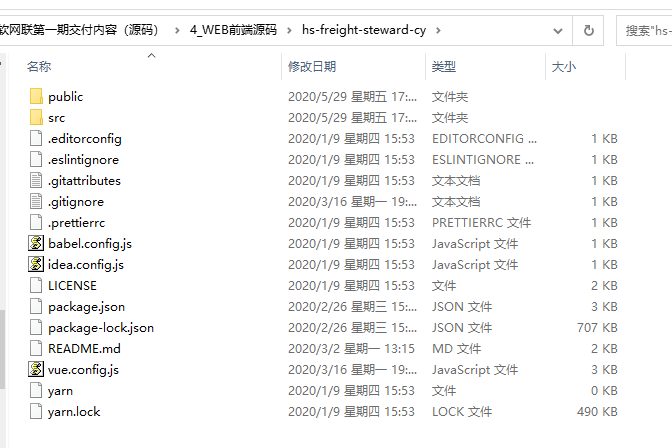 软网联第一期交付内容（源码） › 4_WEB前端源码 › hs-freight-steward-cy › 搜索"hs-
名称 修改日期 类型 大小
public 2020/5/29 星期五 17:... 文件夹
src 2020/5/29 星期五 17:... 文件夹
.editorconfig 2020/1/9 星期四 15:53 EDITORCONFIG ... 1 KB
.eslintignore 2020/1/9 星期四 15:53 ESLINTIGNORE ... 1 KB
.gitattributes 2020/1/9 星期四 15:53 文本文档 1 KB
.gitignore 2020/3/16 星期一 19:... 文本文档 1 KB
.prettierrc 2020/1/9 星期四 15:53 PRETTIERRC 文件 1 KB
babel.config.js 2020/1/9 星期四 15:53 JavaScript 文件 1 KB
idea.config.js 2020/1/9 星期四 15:53 JavaScript 文件 1 KB
LICENSE 2020/1/9 星期四 15:53 文件 2 KB
package.json 2020/2/26 星期三 15:... JSON 文件 3 KB
package-lock.json 2020/2/26 星期三 15:... JSON 文件 707 KB
README.md 2020/3/2 星期一 13:15 MD 文件 2 KB
vue.config.js 2020/3/16 星期一 19:... JavaScript 文件 3 KB
yarn 2020/1/9 星期四 15:53 文件 0 KB
yarn.lock 2020/1/9 星期四 15:53 LOCK 文件 490 KB